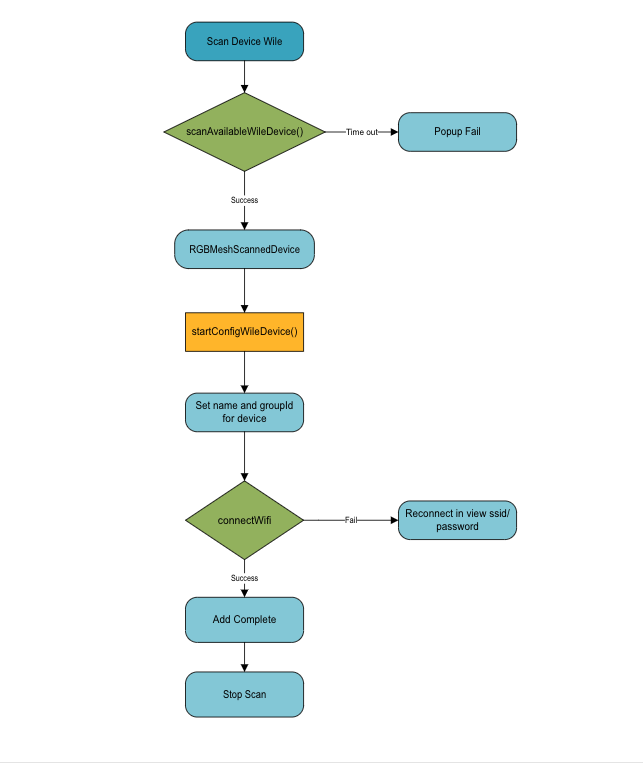 Scan Device Wile
scanAvailableWileDevice()
Time out
Popup Fail
Success
RGBMeshScannedDevice
startConfigWileDevice()
Set name and groupId
for device
connectWifi
Fail
Reconnect in view ssid/
password
Success
Add Complete
Stop Scan